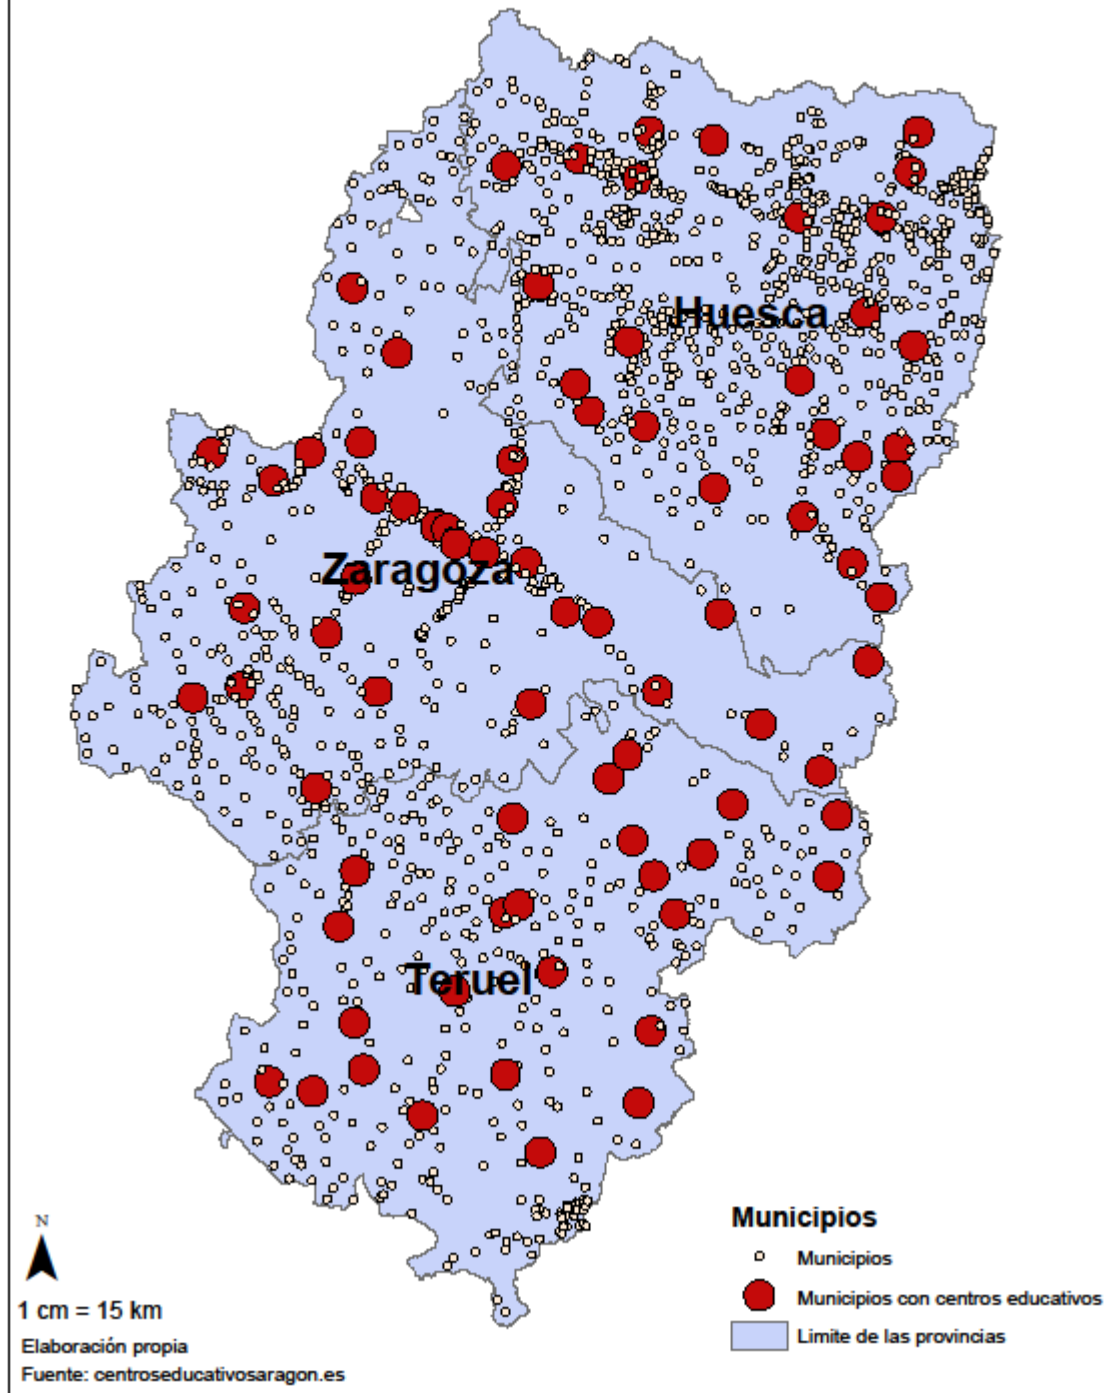 Huesca
Zaragoza
Teruel
N
1 cm = 15 km
Elaboración propia
Fuente: centroseducativosaragon.es
Municipios
Municipios
Municipios con centros educativos
Limite de las provincias